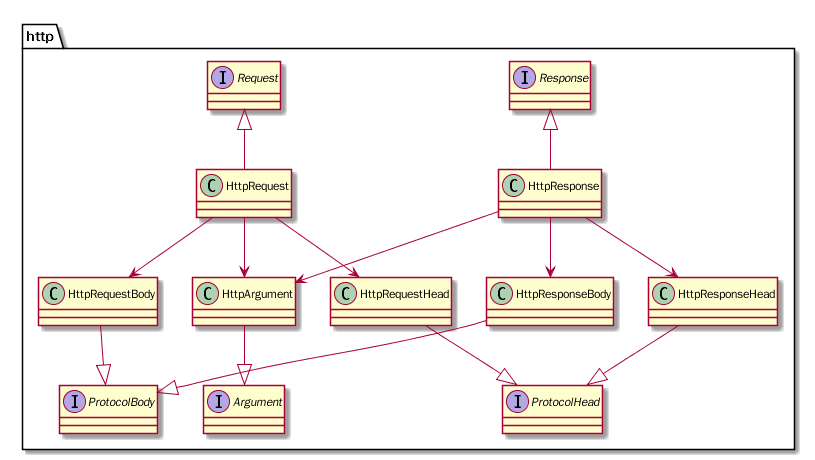 http
I Request
I Response
C HttpRequest
C HttpResponse
C HttpRequestBody
C HttpArgument
C HttpRequestHead
C HttpResponseBody
C HttpResponseHead
I ProtocolBody
I Argument
I ProtocolHead